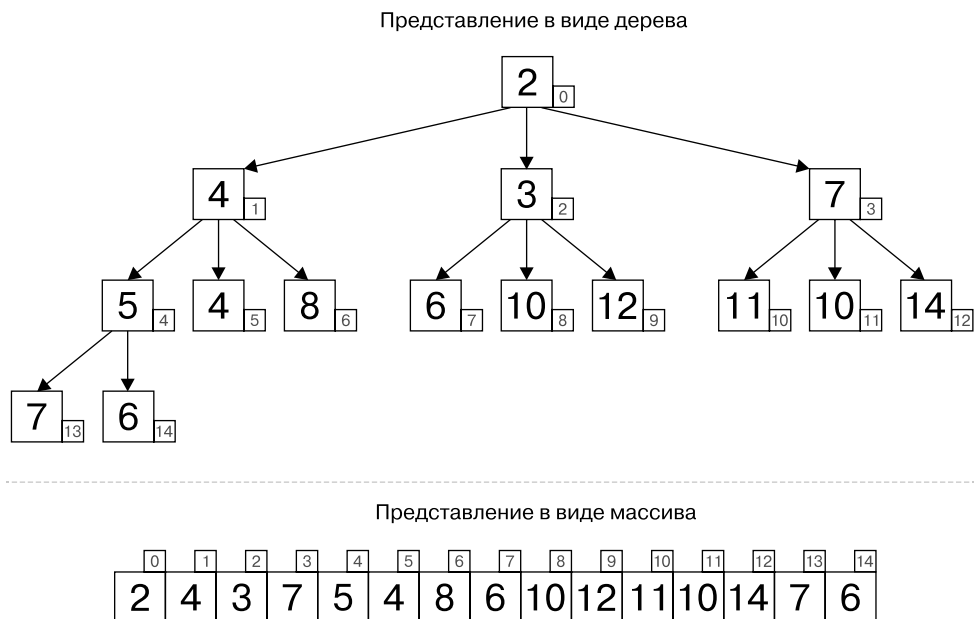 Представление в виде дерева
2 0
4 1 3 2 7 3
5 4 4 5 8 6 6 7 10 8 12 9 11 10 10 11 14 12
7 13 6 14
Представление в виде массива
0 1 2 3 4 5 6 7 8 9 10 11 12 13 14
2 4 3 7 5 4 8 6 10 12 11 10 14 7 6